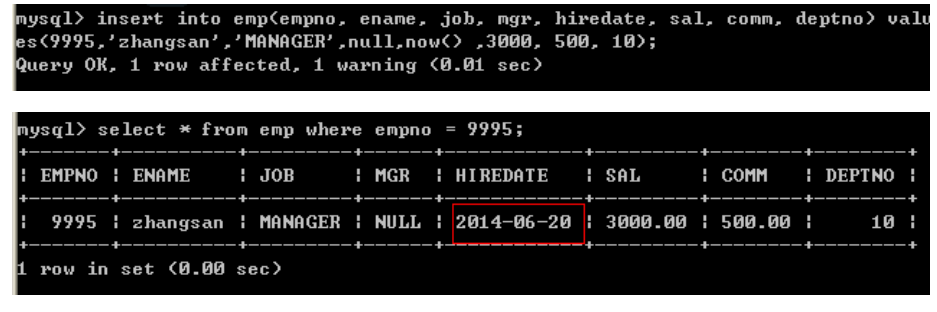 mysql> insert into emp(empno, ename, job, mgr, hiredate, sal, comm, deptno) valu
es(9995,'zhangsan','MANAGER',null,now() ,3000, 500, 10);
Query OK, 1 row affected, 1 warning (0.01 sec)
mysql> select * from emp where empno = 9995;
+-------+----------+---------+------+------------+---------+--------+--------+
| EMPNO | ENAME    | JOB     | MGR  | HIREDATE   | SAL     | COMM   | DEPTNO |
+-------+----------+---------+------+------------+---------+--------+--------+
|  9995 | zhangsan | MANAGER | NULL | 2014-06-20 | 3000.00 | 500.00 |     10 |
+-------+----------+---------+------+------------+---------+--------+--------+
1 row in set (0.00 sec)